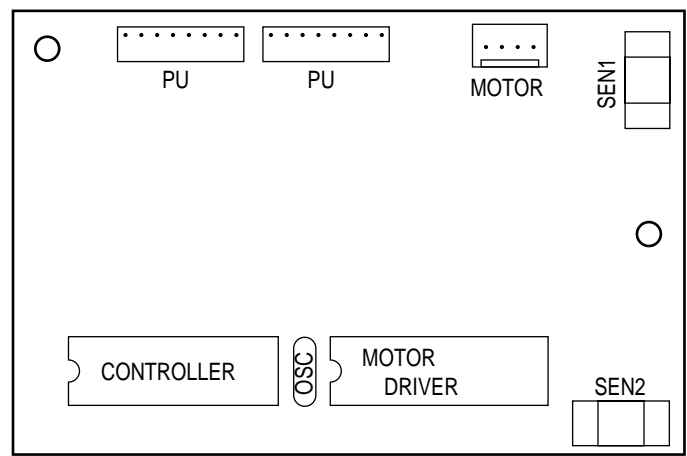 PU
PU
MOTOR
SEN1
CONTROLLER
OSC
MOTOR
DRIVER
SEN2